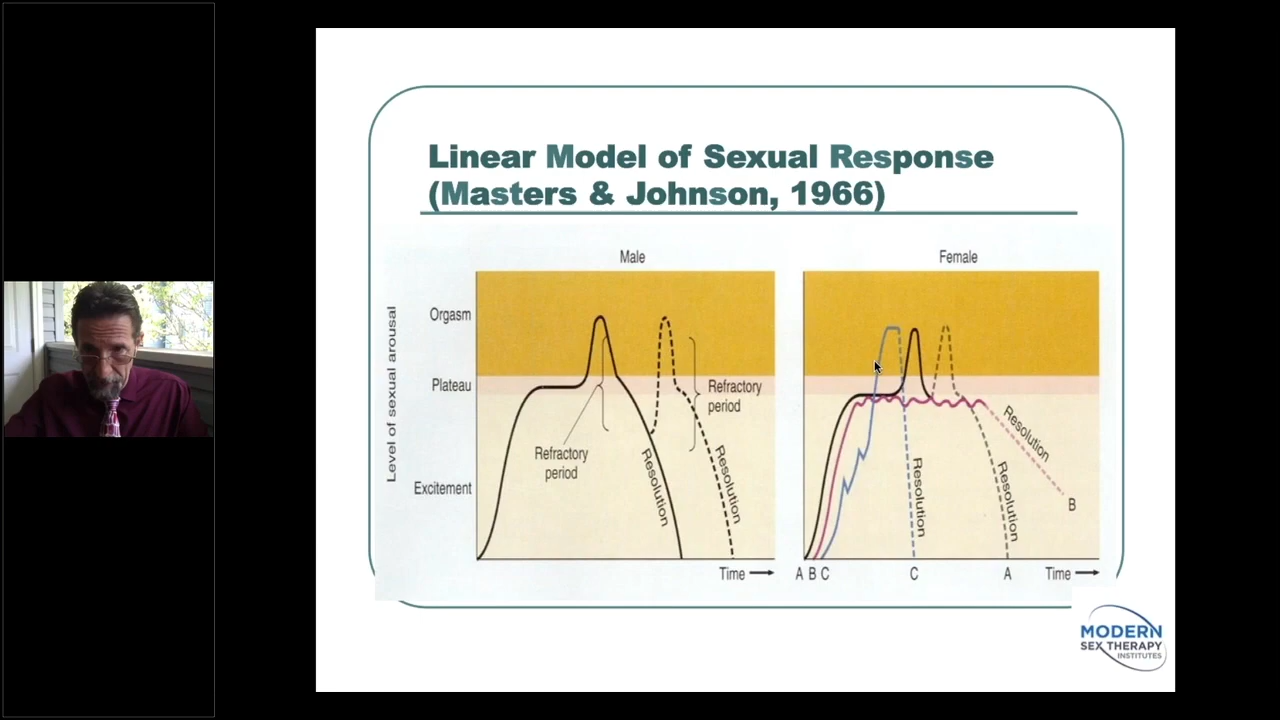 Linear Model of Sexual Response
(Masters & Johnson, 1966)
Male
Female
Level of sexual arousal
Orgasm
Plateau
Excitement
Refractory
period
Refractory
period
Resolution
Resolution
Time
Resolution
Resolution
Resolution
B
A B C
C
A
Time
MODERN
SEX THERAPY
INSTITUTES